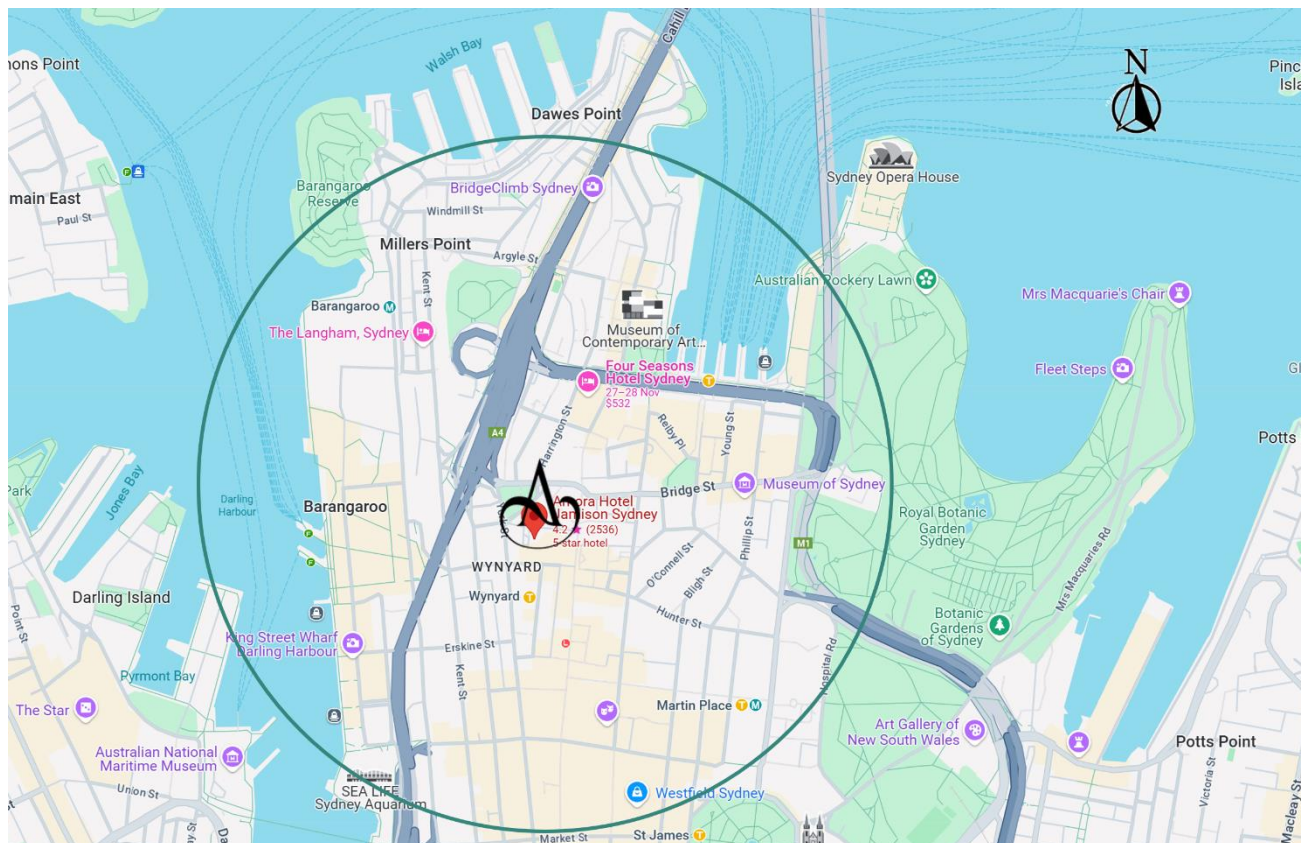 Cahill
Walsh Bay
N
Dawes Point
Sydney Opera House
Barangaroo
Reserve
BridgeClimb Sydney
main East
Paul St
Windmill St
Millers Point
Argyle St
Kent St
Australian Rockery Lawn
Mrs Macquarie's Chair
Barangaroo M
The Langham, Sydney
Museum of
Contemporary Art...
Four Seasons
Hotel Sydney
27–28 Nov
$532
T
Fleet Steps
Harrington St
Reiby Pl
Young St
A4
Potts
Park
Jones Bay
Darling
Harbour
Barangaroo
Bridge St
Museum of Sydney
Jamison Sydney
(2536)
5-star hotel
Royal Botanic
Garden
Sydney
Phillip St
M1
O'Connell St
Bligh St
WYNYARD
Wynyard T
Hunter St
Mrs Macquaries Rd
Darling Island
Point St
Botanic
Gardens
of Sydney
King Street Wharf
Darling Harbour
Erskine St
Kent St
Hospital Rd
Pyrmont Bay
The Star
Martin Place T M
Art Gallery of
New South Wales
Australian National
Maritime Museum
Union St
SEA LIFE
Sydney Aquarium
Westfield Sydney
Potts Point
Victoria St
Macleay St
Market St
St James T